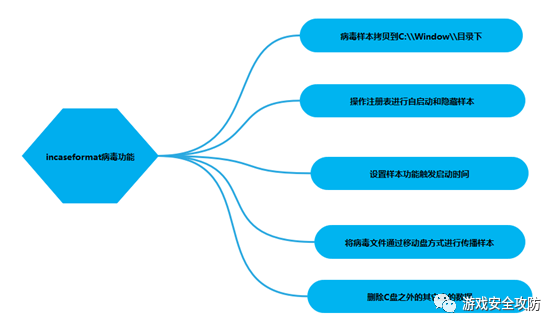 病毒样本拷贝到C:\\Window\\目录下
操作注册表进行自启动和隐藏样本
incaseformat病毒功能
设置样本功能触发启动时间
将病毒文件通过移动盘方式进行传播样本
删除C盘之外的其的数据
游戏安全攻防